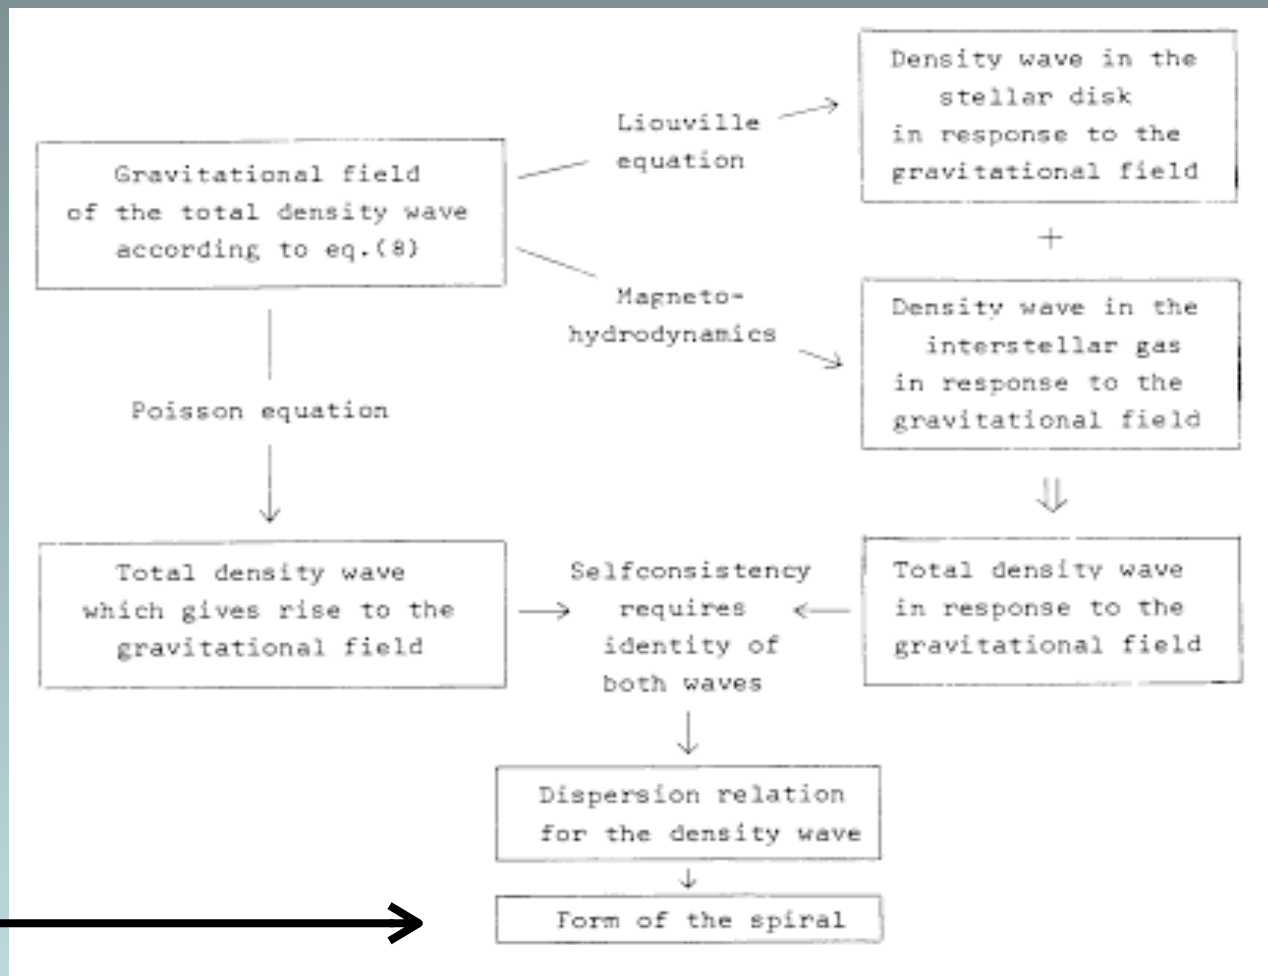 Gravitational field
of the total density wave
according to eq.(8)
Liouville
equation
Density wave in the
stellar disk
in response to the
gravitational field
+
Magneto-
hydrodynamics
Density wave in the
interstellar gas
in response to the
gravitational field
Poisson equation
Total density wave
which gives rise to the
gravitational field
Selfconsistency
requires
identity of
both waves
Total density wave
in response to the
gravitational field
Dispersion relation
for the density wave
Form of the spiral